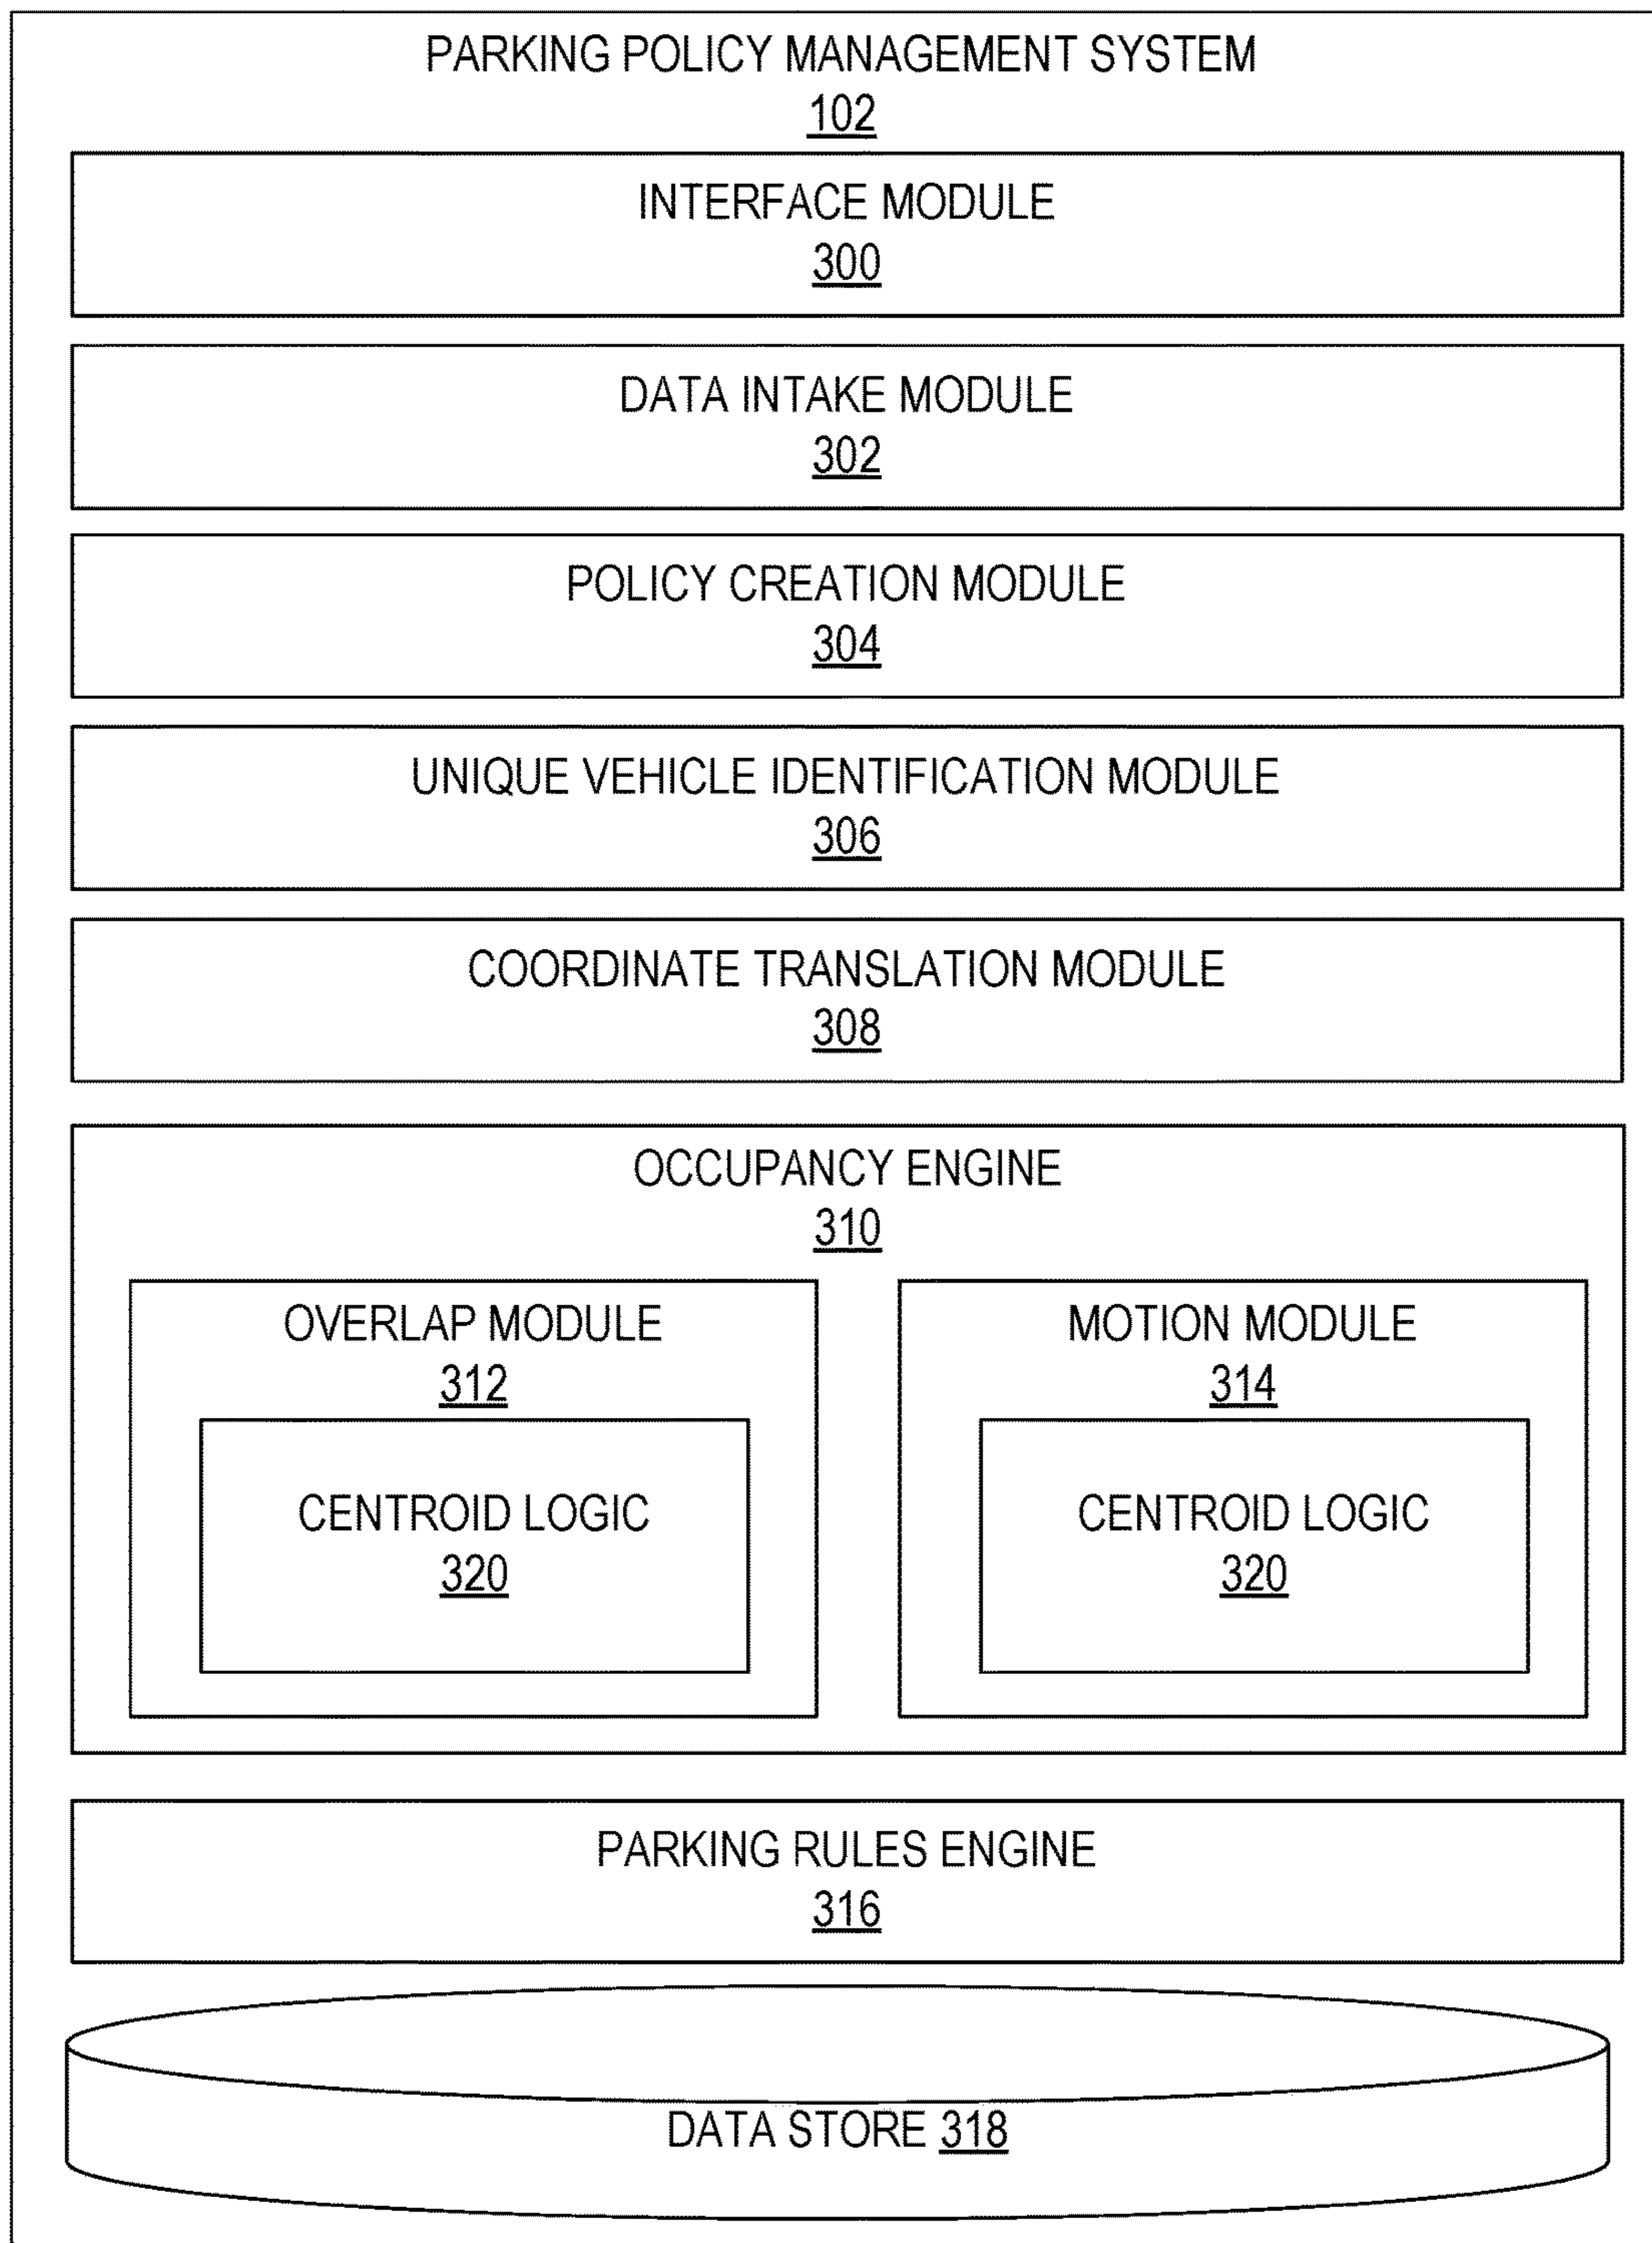 PARKING POLICY MANAGEMENT SYSTEM
102
INTERFACE MODULE
300
DATA INTAKE MODULE
302
POLICY CREATION MODULE
304
UNIQUE VEHICLE IDENTIFICATION MODULE
306
COORDINATE TRANSLATION MODULE
308
OCCUPANCY ENGINE
310
OVERLAP MODULE
312
CENTROID LOGIC
320
MOTION MODULE
314
CENTROID LOGIC
320
PARKING RULES ENGINE
316
DATA STORE 318